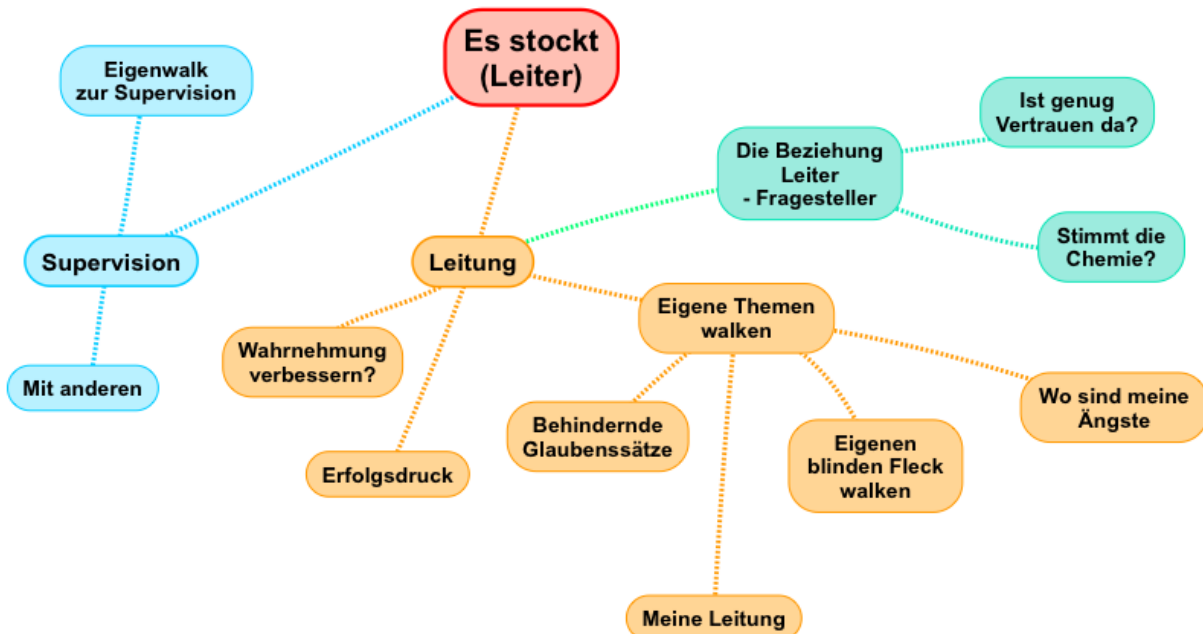 Es stockt
(Leiter)
Eigenwalk
zur Supervision
Ist genug
Vertrauen da?
Die Beziehung
Leiter
- Fragesteller
Stimmt die
Chemie?
Supervision
Leitung
Eigene Themen
walken
Wahrnehmung
verbessern?
Mit anderen
Wo sind meine
Ängste
Behindernde
Glaubenssätze
Eigenen
blinden Fleck
walken
Erfolgsdruck
Meine Leitung